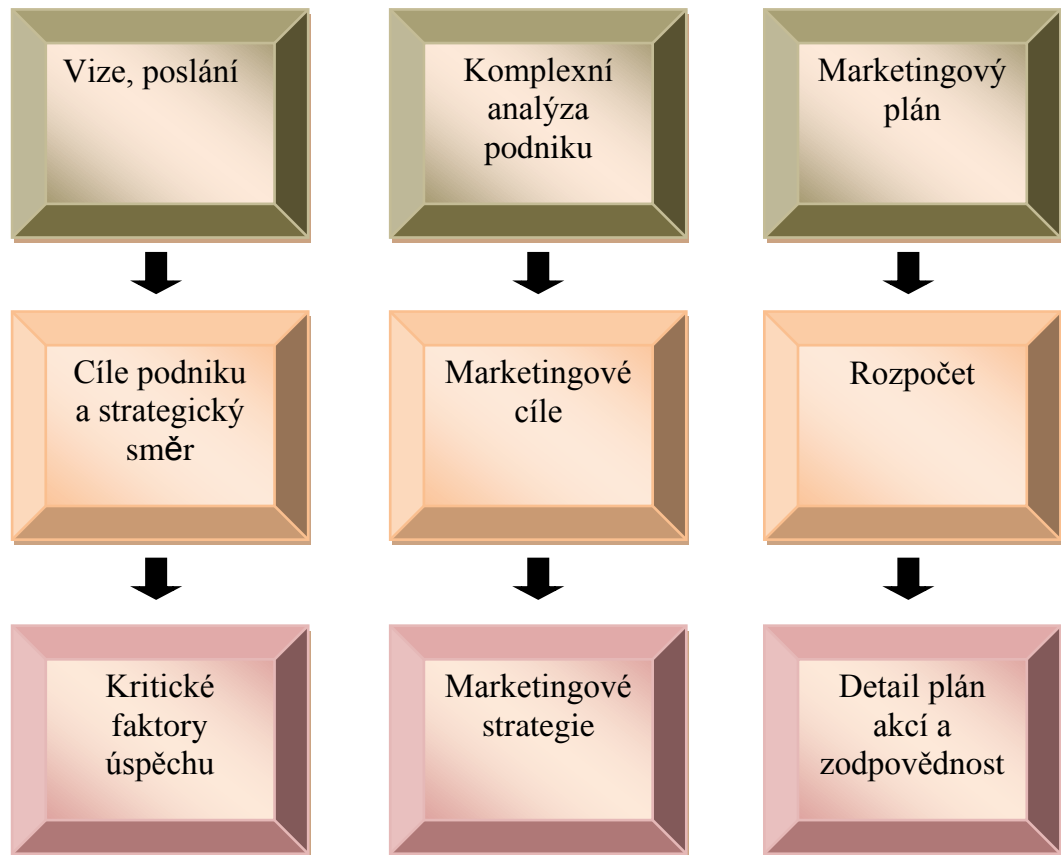 Vize, poslání
Komplexní
analýza
podniku
Marketingový
plán
Cíle podniku
a strategický
směr
Marketingové
cíle
Rozpočet
Kritické
faktory
úspěchu
Marketingové
strategie
Detail plán
akcí a
zodpovědnost